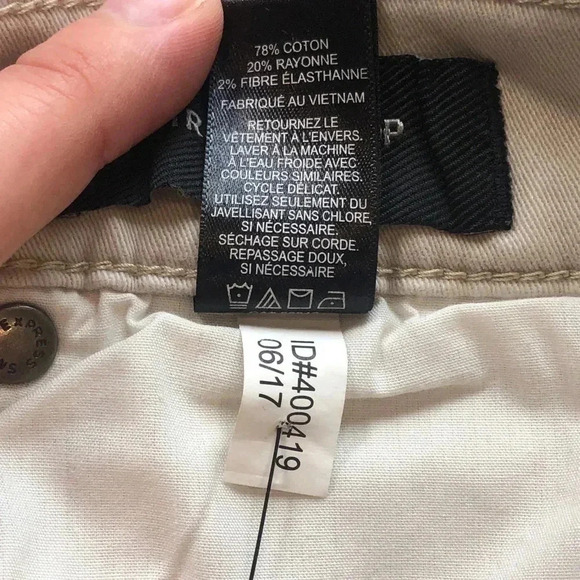 78% COTON
20% RAYONNE
2% FIBRE ÉLASTHANNE
FABRIQUÉ AU VIETNAM
RETOURNEZ LE
VÊTEMENT À L'ENVERS.
LAVER À LA MACHINE
À L'EAU FROIDE AVEC
COULEURS SIMILAIRES.
CYCLE DÉLICAT.
UTILISEZ SEULEMENT DU
JAVELLISANT SANS CHLORE,
SI NÉCESSAIRE.
SÉCHAGE SUR CORDE.
REPASSAGE DOUX,
SI NÉCESSAIRE
R P
EXPRESS
ID#400419
06/17